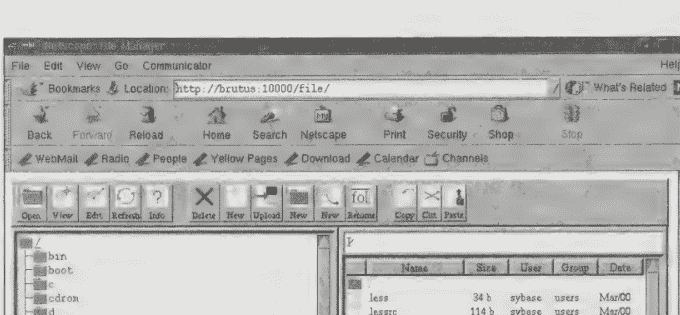 Netscape: File Manager
File Edit View Go Communicator Help
Bookmarks Location: http://brutus:10000/file/ What's Related
Back Forward Reload Home Search Netscape Print Security Shop Stop
WebMail Radio People Yellow Pages Download Calendar Channels
Open View Edit Refresh Info Delete New Upload New New Rename Copy Cut Paste
/
bin
boot
c
cdrom
d
Name Size User Group Date
less 34 b sybase users Mar/00
lessrc 114 b sybase users Mar/00